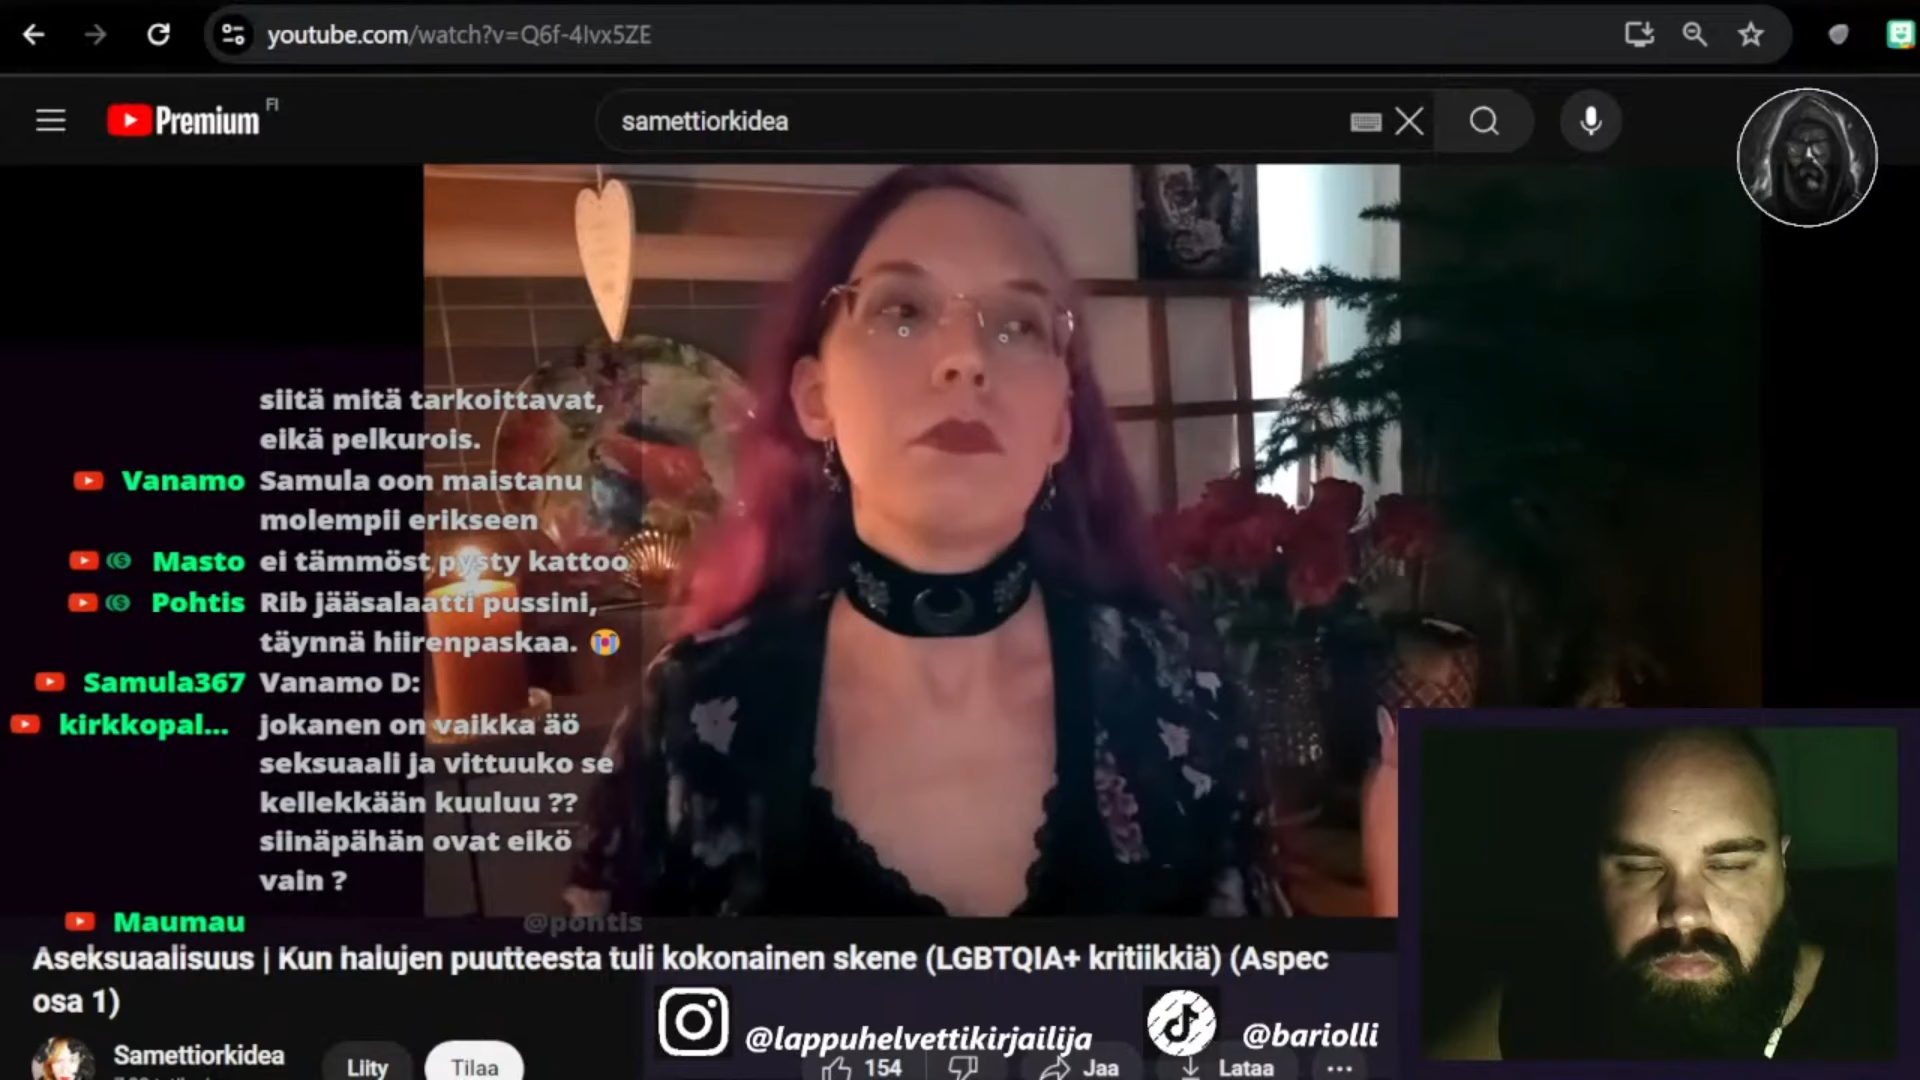 youtube.com/watch?v=Q6f-4lvx5ZE
Premium FI
samettiorkidea
siitä mitä tarkoittavat,
eikä pelkurois.
Vanamo Samula oon maistanu
molempii erikseen
Masto ei tämmöst pysty kattoo
Pohtis Rib jääsalaatti pussini,
täynnä hiirenpaskaa. 😭
Samula367 Vanamo D:
kirkkopal... jokanen on vaikka äö
seksuaali ja vittuuko se
kellekkään kuuluu ??
siinäpähän ovat eikö
vain ?
Maumau @pohtis
Aseksuaalisuus | Kun halujen puutteesta tuli kokonainen skene (LGBTQIA+ kritiikkiä) (Aspec
osa 1)
@lappuhelvettikirjailija @bariolli
Samettiorkidea Liity Tilaa 154 Jaa Lataa